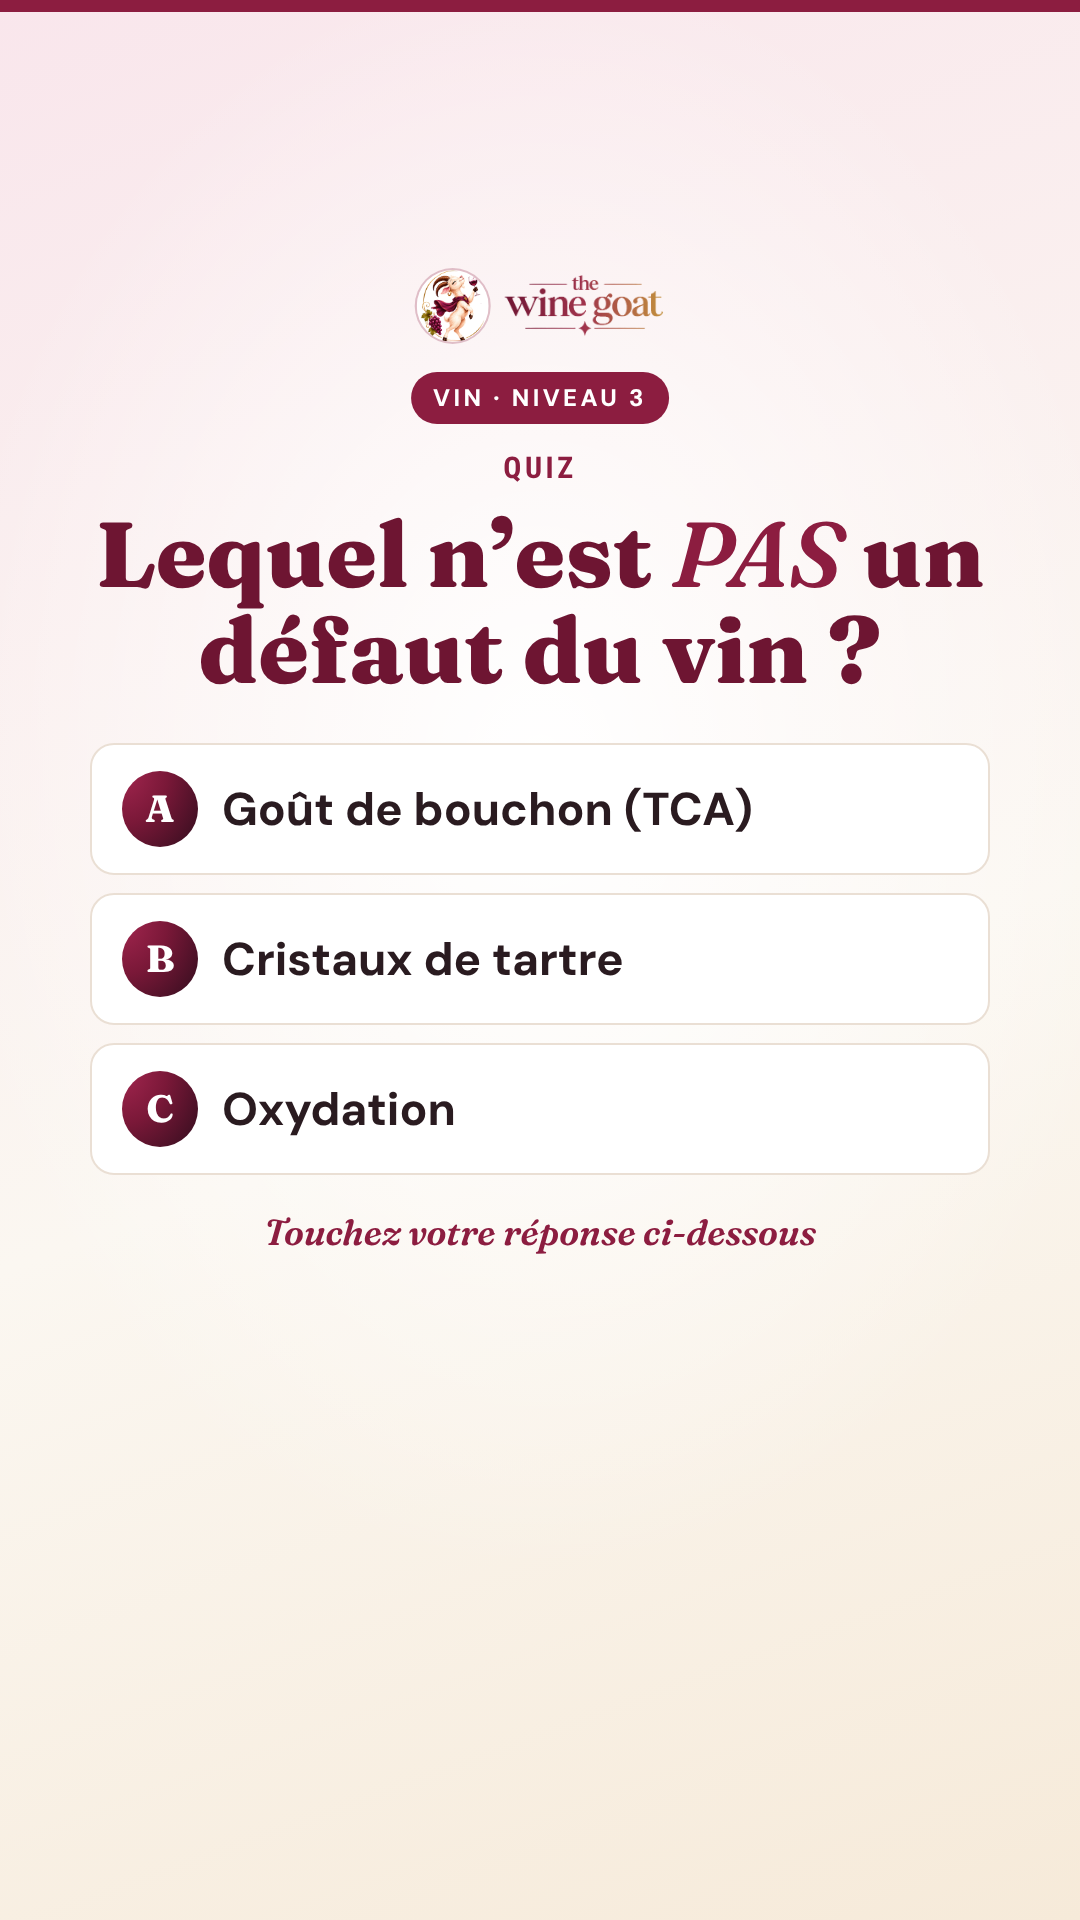 the
wine goat
VIN · NIVEAU 3
QUIZ
Lequel n’est PAS un
défaut du vin ?
A Goût de bouchon (TCA)
B Cristaux de tartre
C Oxydation
Touchez votre réponse ci-dessous